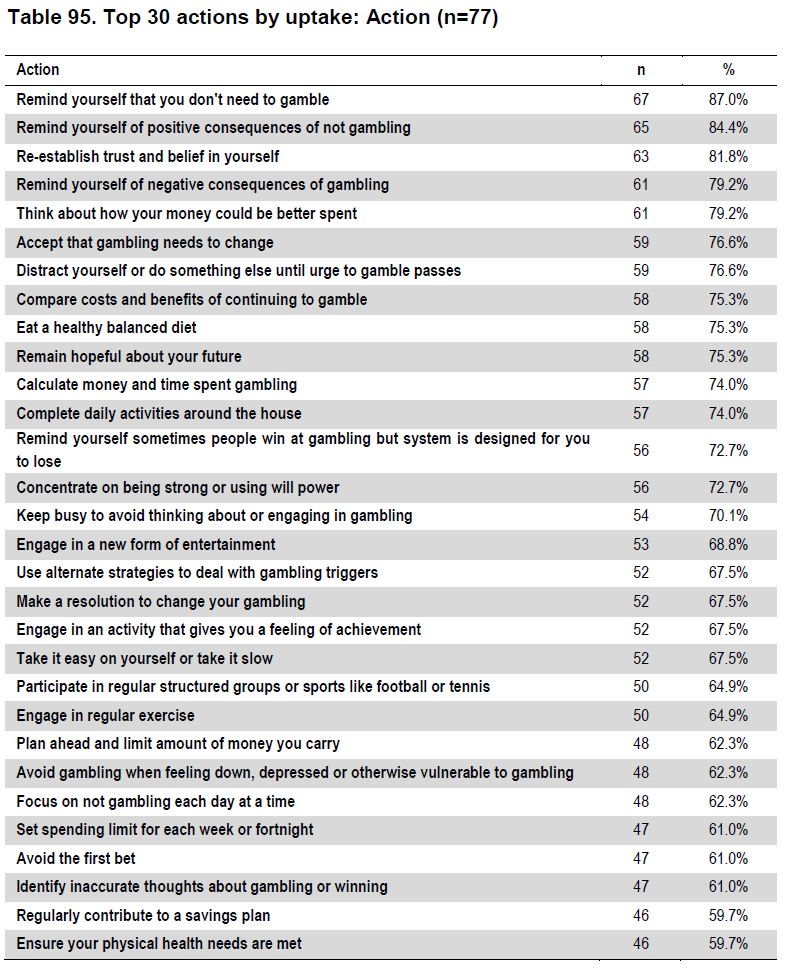 Table 95. Top 30 actions by uptake: Action (n=77)
Action n %
Remind yourself that you don't need to gamble 67 87.0%
Remind yourself of positive consequences of not gambling 65 84.4%
Re-establish trust and belief in yourself 63 81.8%
Remind yourself of negative consequences of gambling 61 79.2%
Think about how your money could be better spent 61 79.2%
Accept that gambling needs to change 59 76.6%
Distract yourself or do something else until urge to gamble passes 59 76.6%
Compare costs and benefits of continuing to gamble 58 75.3%
Eat a healthy balanced diet 58 75.3%
Remain hopeful about your future 58 75.3%
Calculate money and time spent gambling 57 74.0%
Complete daily activities around the house 57 74.0%
Remind yourself sometimes people win at gambling but system is designed for you
to lose 56 72.7%
Concentrate on being strong or using will power 56 72.7%
Keep busy to avoid thinking about or engaging in gambling 54 70.1%
Engage in a new form of entertainment 53 68.8%
Use alternate strategies to deal with gambling triggers 52 67.5%
Make a resolution to change your gambling 52 67.5%
Engage in an activity that gives you a feeling of achievement 52 67.5%
Take it easy on yourself or take it slow 52 67.5%
Participate in regular structured groups or sports like football or tennis 50 64.9%
Engage in regular exercise 50 64.9%
Plan ahead and limit amount of money you carry 48 62.3%
Avoid gambling when feeling down, depressed or otherwise vulnerable to gambling 48 62.3%
Focus on not gambling each day at a time 48 62.3%
Set spending limit for each week or fortnight 47 61.0%
Avoid the first bet 47 61.0%
Identify inaccurate thoughts about gambling or winning 47 61.0%
Regularly contribute to a savings plan 46 59.7%
Ensure your physical health needs are met 46 59.7%